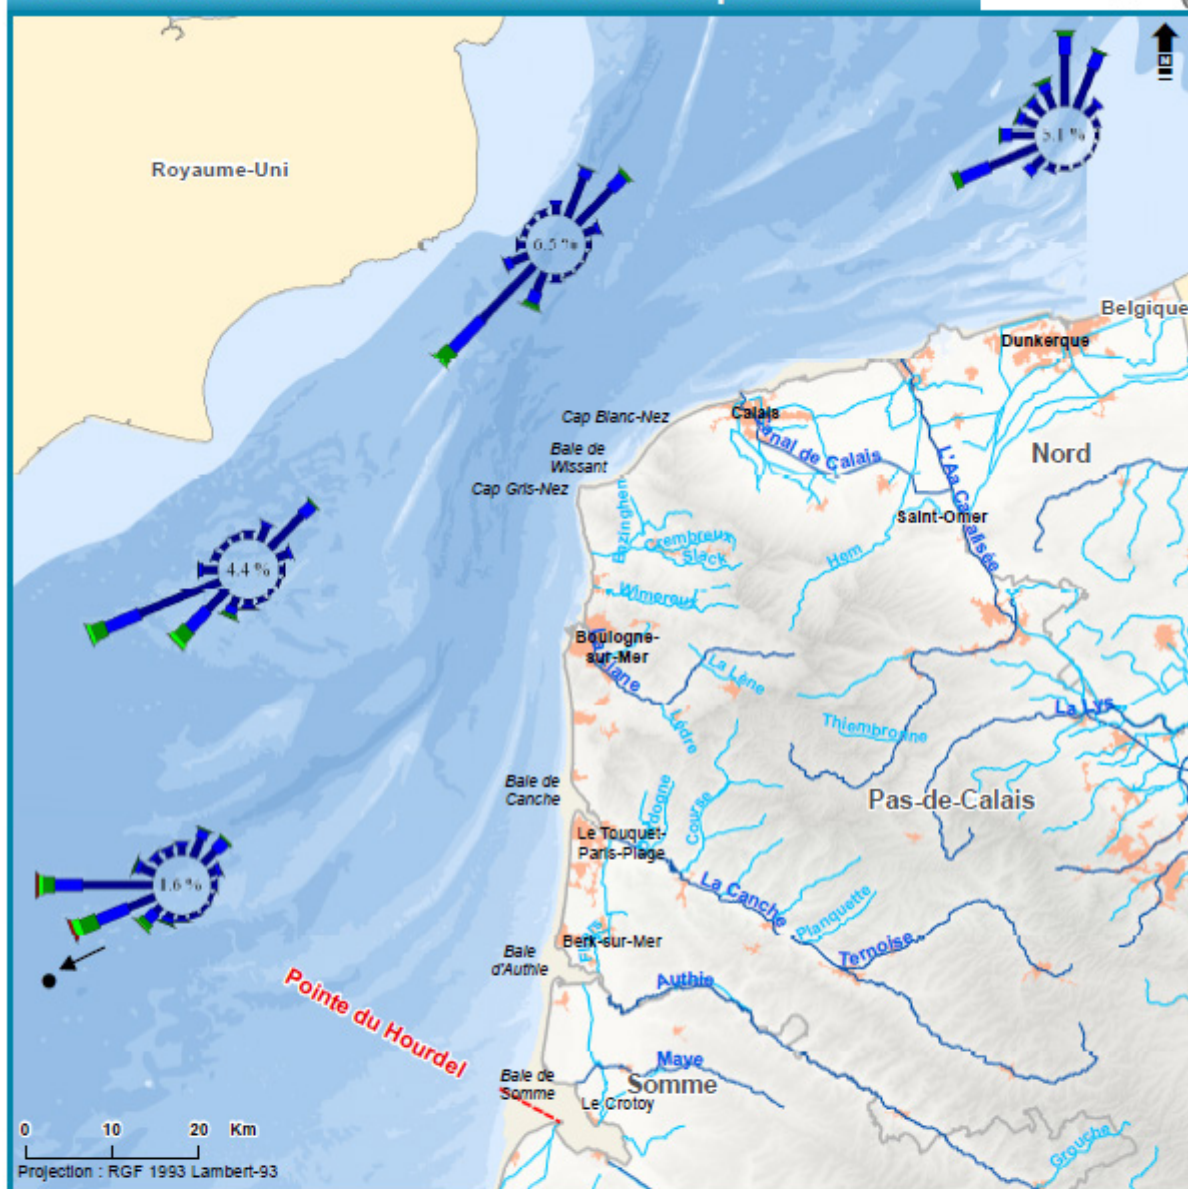 Royaume-Uni
5.1 %
6.5 %
Belgique
Dunkerque
Cap Blanc-Nez
Calais
Canal de Calais
Nord
Baie de
Wissant
Cap Gris-Nez
L'Aa Canalisée
Saint-Omer
Bazinghen
Crembreux
Slack
Hem
Wimereux
4.4 %
Boulogne-
sur-Mer
La Liane
La Lène
Lodre
La Lys
Thiembronne
Baie de
Canche
Dordogne
Course
Pas-de-Calais
Le Touquet-
Paris-Plage
1.6 %
La Canche
Planquette
Ternoise
Berk-sur-Mer
Baie
d'Authie
Authie
Pointe du Hourdel
Maye
Baie de
Somme
Somme
Le Crotoy
Grouche
0 10 20 Km
Projection : RGF 1993 Lambert-93